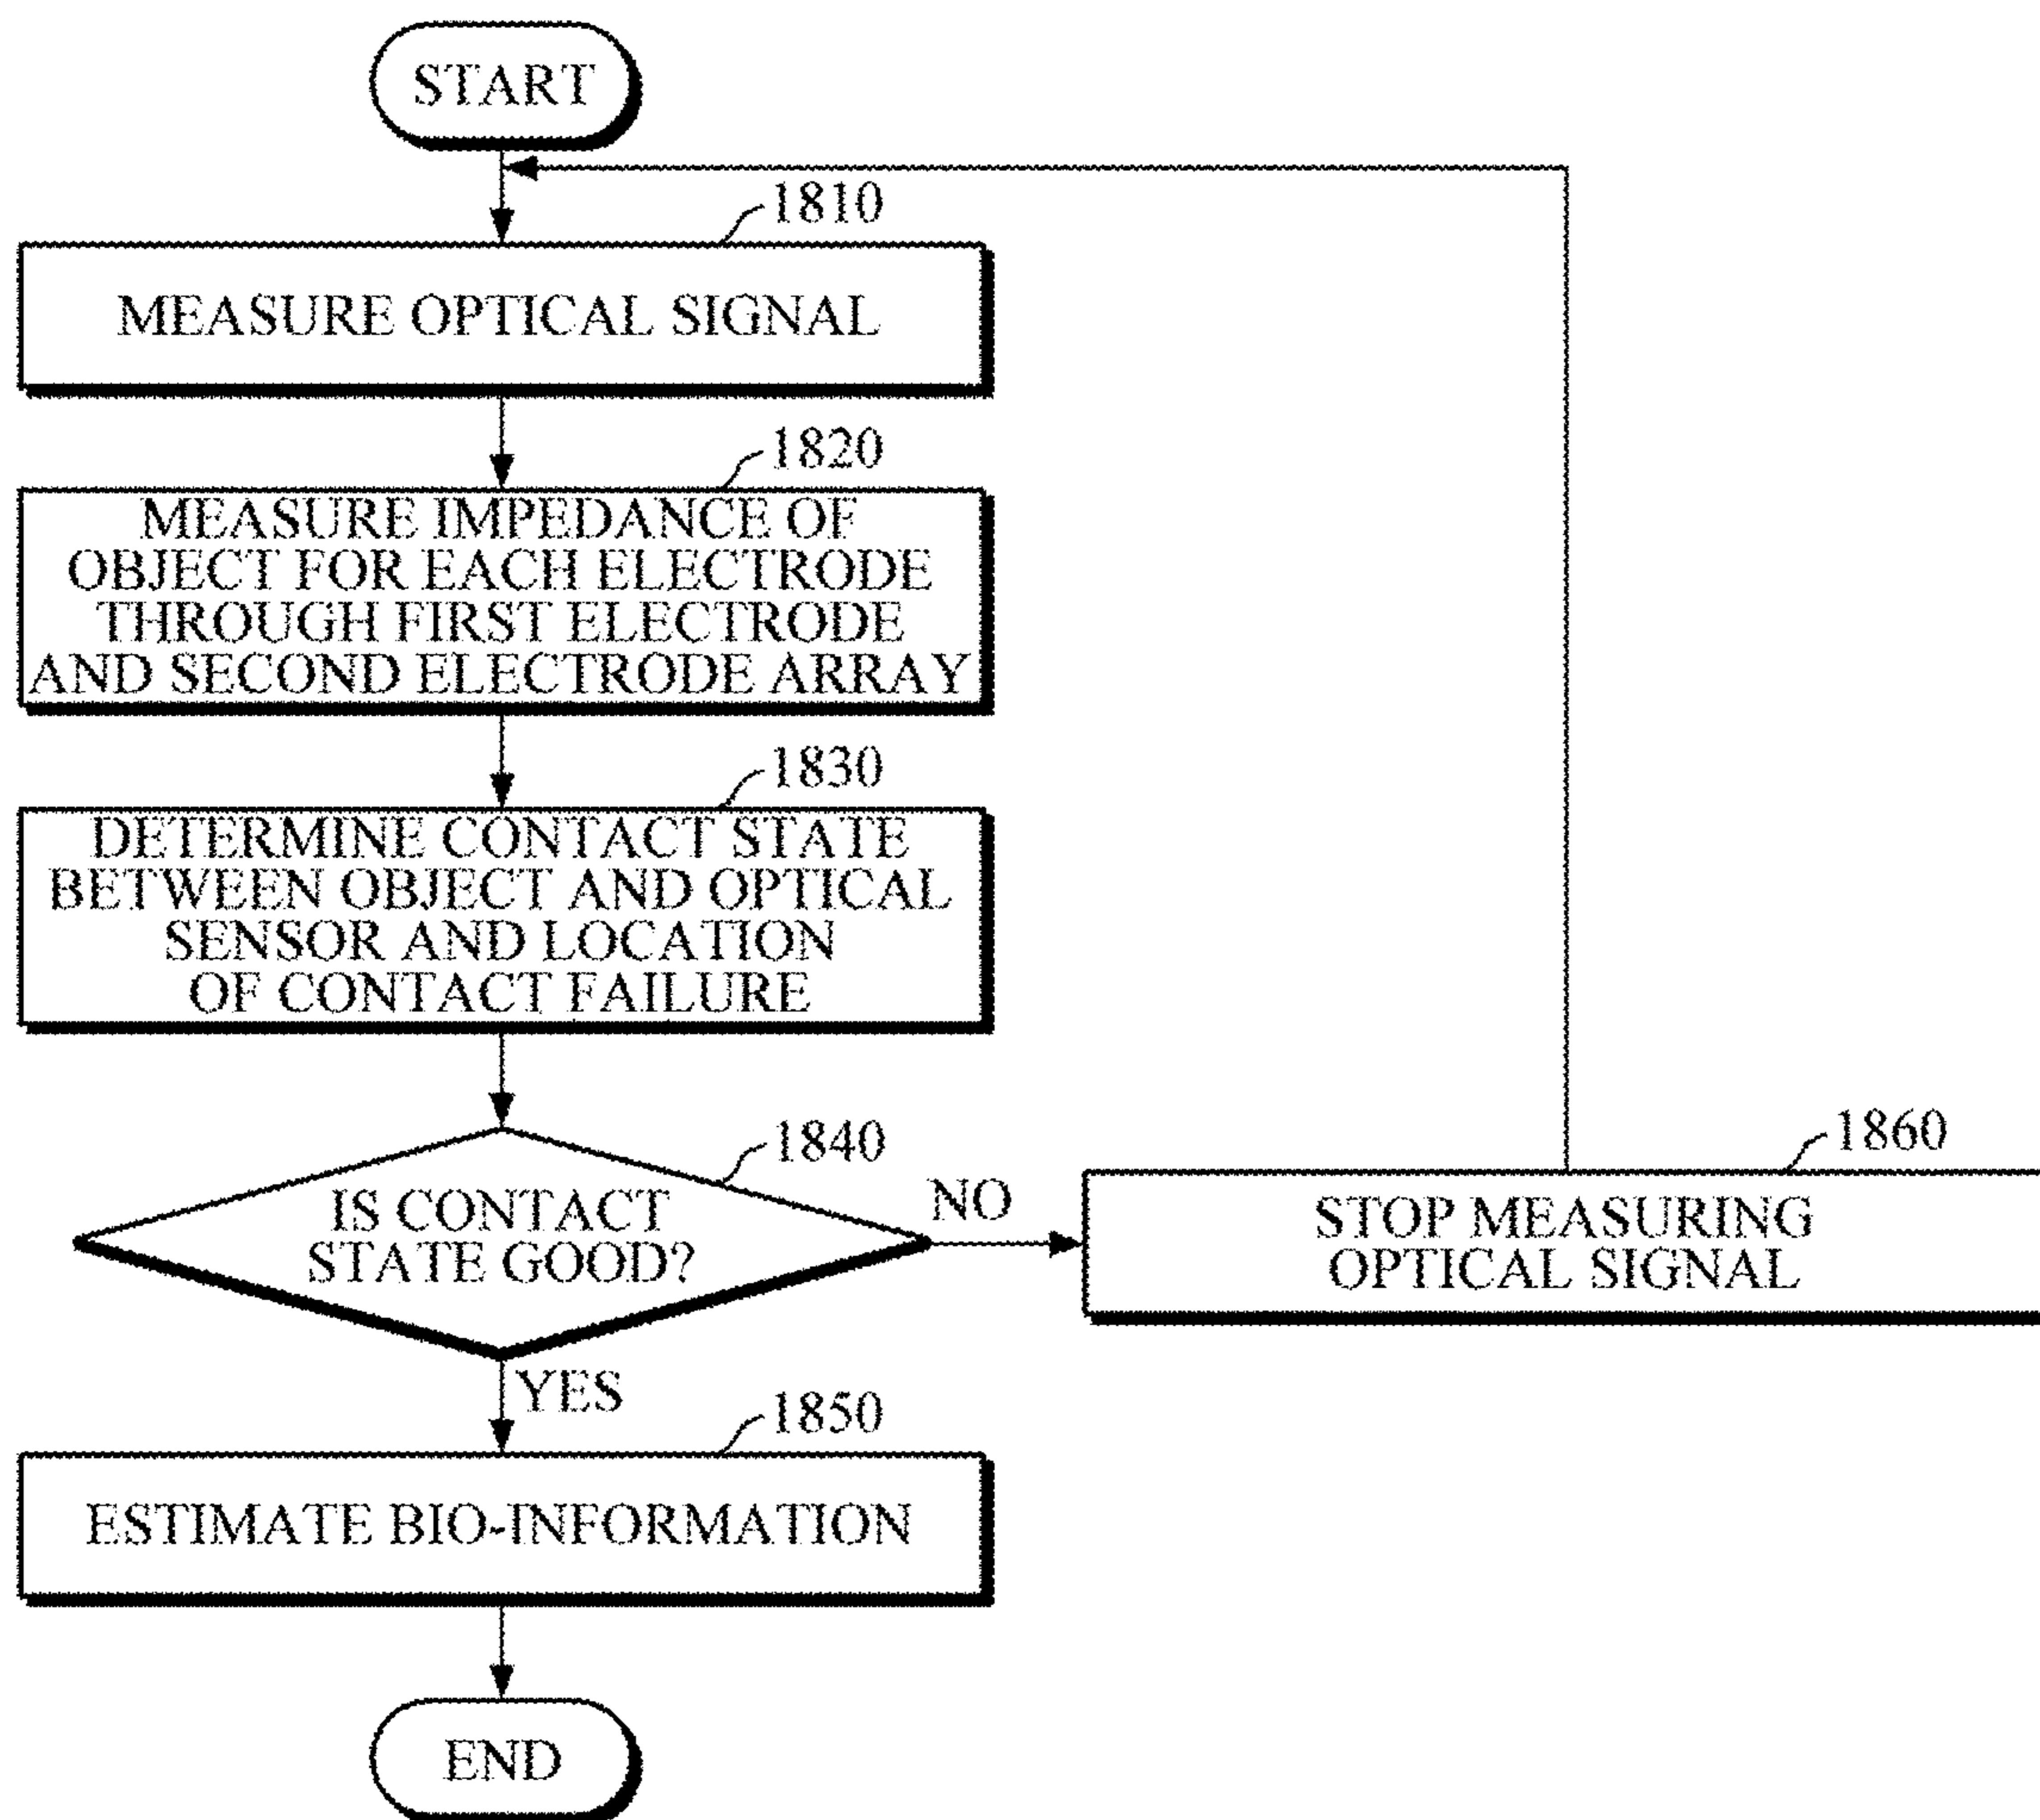 START
1810
MEASURE OPTICAL SIGNAL
1820
MEASURE IMPEDANCE OF
OBJECT FOR EACH ELECTRODE
THROUGH FIRST ELECTRODE
AND SECOND ELECTRODE ARRAY
1830
DETERMINE CONTACT STATE
BETWEEN OBJECT AND OPTICAL
SENSOR AND LOCATION
OF CONTACT FAILURE
1840
IS CONTACT
STATE GOOD?
NO
1860
STOP MEASURING
OPTICAL SIGNAL
YES
1850
ESTIMATE BIO-INFORMATION
END